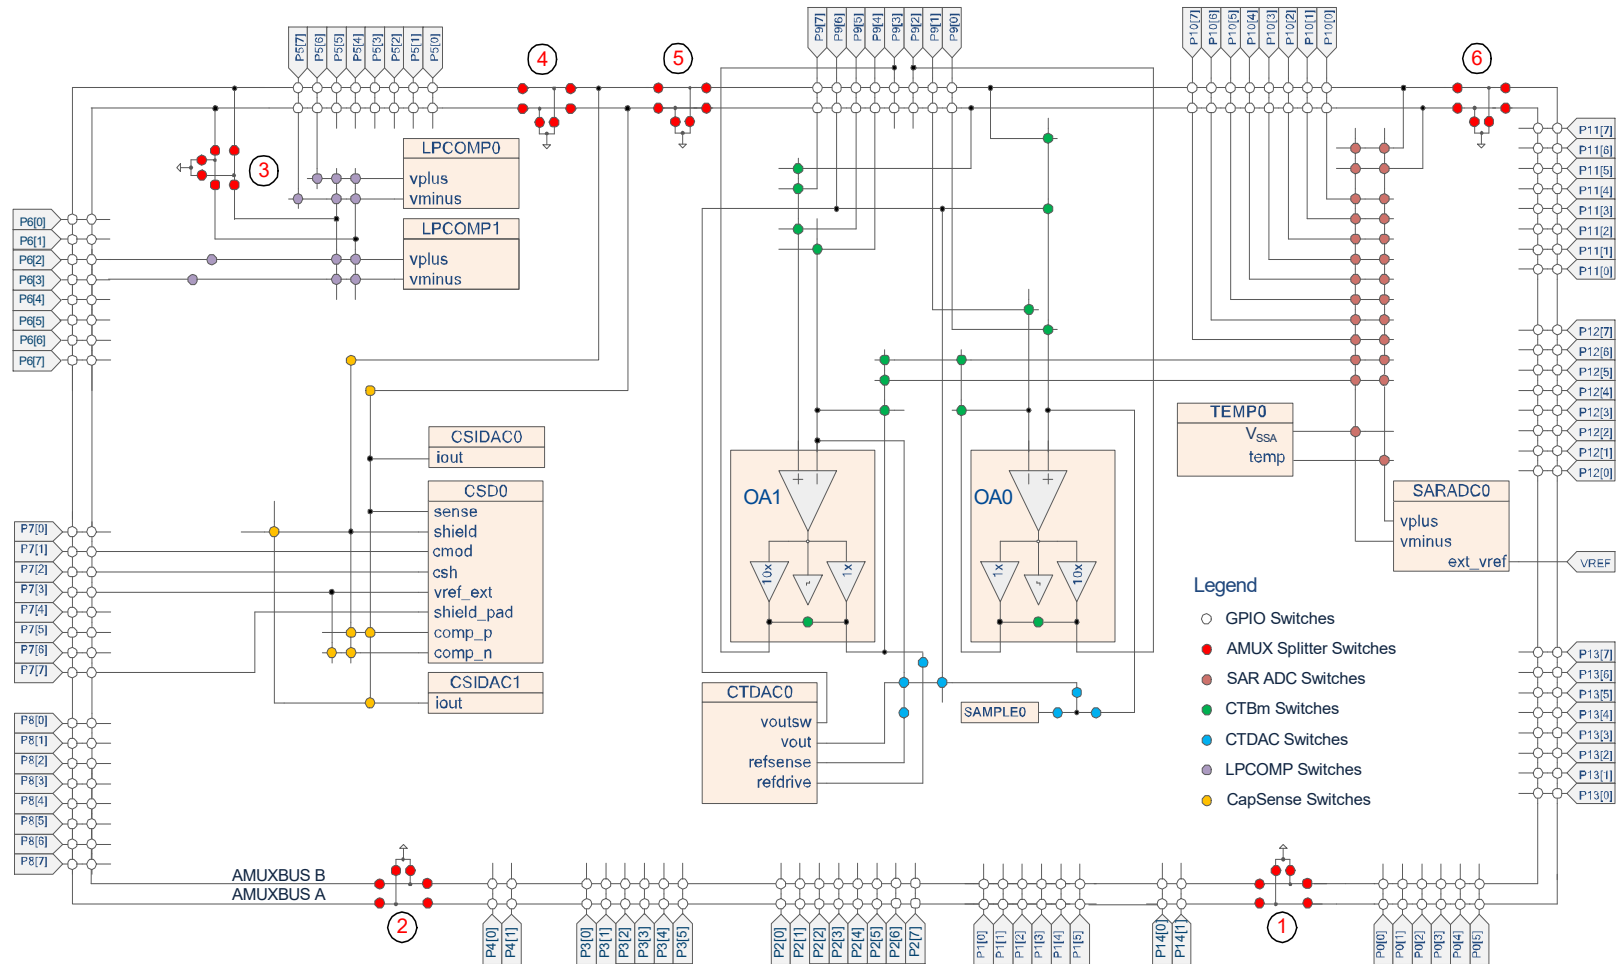 P5[7]
P5[6]
P5[5]
P5[4]
P5[3]
P5[2]
P5[1]
P5[0]
4
5
P9[7]
P9[6]
P9[5]
P9[4]
P9[3]
P9[2]
P9[1]
P9[0]
P10[7]
P10[6]
P10[5]
P10[4]
P10[3]
P10[2]
P10[1]
P10[0]
6
3
LPCOMP0
vplus
vminus
LPCOMP1
vplus
vminus
P6[0]
P6[1]
P6[2]
P6[3]
P6[4]
P6[5]
P6[6]
P6[7]
P11[7]
P11[6]
P11[5]
P11[4]
P11[3]
P11[2]
P11[1]
P11[0]
P12[7]
P12[6]
P12[5]
P12[4]
P12[3]
P12[2]
P12[1]
P12[0]
CSIDAC0
iout
CSD0
sense
shield
cmod
csh
vref_ext
shield_pad
comp_p
comp_n
CSIDAC1
iout
P7[0]
P7[1]
P7[2]
P7[3]
P7[4]
P7[5]
P7[6]
P7[7]
OA1
+
10x
1x
OA0
+
1x
10x
TEMP0
VSSA
temp
SARADC0
vplus
vminus
ext_vref
VREF
CTDAC0
voutsw
vout
refsense
refdrive
SAMPLE0
Legend
GPIO Switches
AMUX Splitter Switches
SAR ADC Switches
CTBm Switches
CTDAC Switches
LPCOMP Switches
CapSense Switches
P13[7]
P13[6]
P13[5]
P13[4]
P13[3]
P13[2]
P13[1]
P13[0]
P8[0]
P8[1]
P8[2]
P8[3]
P8[4]
P8[5]
P8[6]
P8[7]
AMUXBUS B
AMUXBUS A
2
1
P4[0]
P4[1]
P3[0]
P3[1]
P3[2]
P3[3]
P3[4]
P3[5]
P2[0]
P2[1]
P2[2]
P2[3]
P2[4]
P2[5]
P2[6]
P2[7]
P1[0]
P1[1]
P1[2]
P1[3]
P1[4]
P1[5]
P14[0]
P14[1]
P0[0]
P0[1]
P0[2]
P0[3]
P0[4]
P0[5]